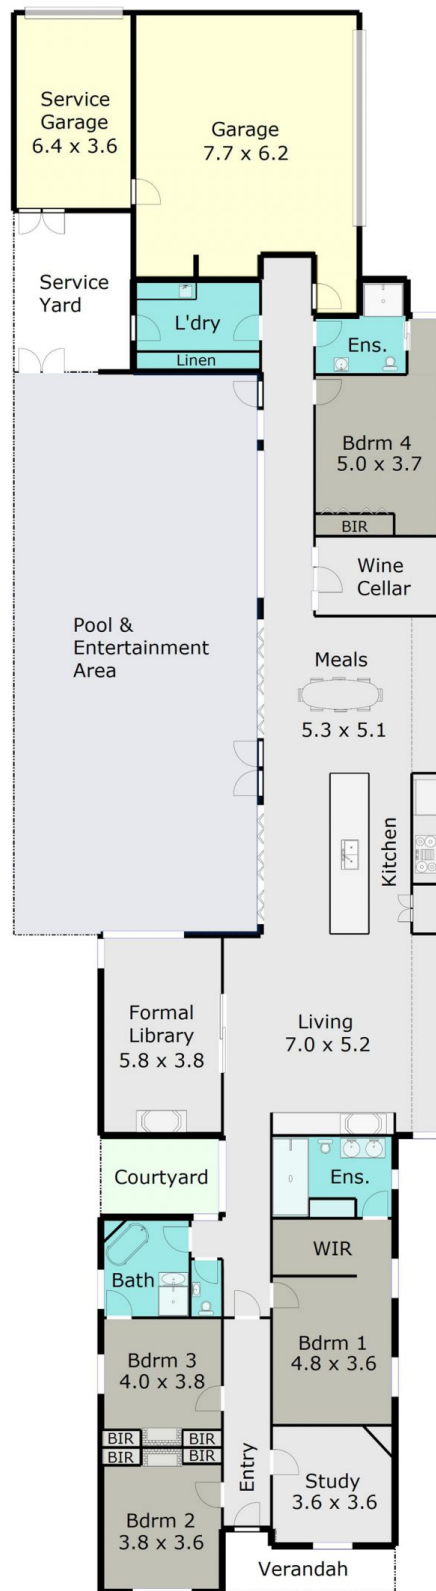 Service
Garage
6.4 x 3.6
Garage
7.7 x 6.2
Service
Yard
L'dry
Linen
Ens.
Bdrm 4
5.0 x 3.7
BIR
Wine
Cellar
Pool &
Entertainment
Area
Meals
5.3 x 5.1
Kitchen
Formal
Library
5.8 x 3.8
Living
7.0 x 5.2
Courtyard
Ens.
WIR
Bath
Bdrm 1
4.8 x 3.6
Bdrm 3
4.0 x 3.8
BIR
BIR
BIR
BIR
Entry
Study
3.6 x 3.6
Bdrm 2
3.8 x 3.6
Verandah